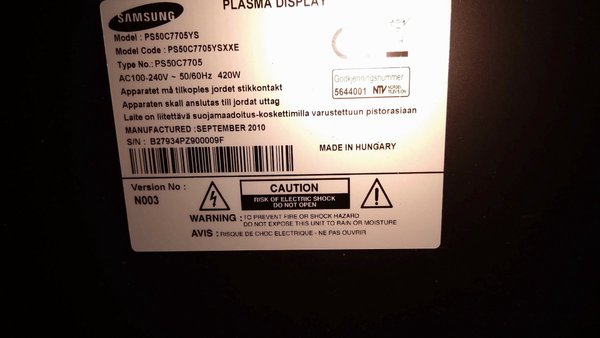 PLASMA DISPLAY
SAMSUNG
Model : PS50C7705YS
Model Code : PS50C7705YSXXE
Type No.: PS50C7705
AC100-240V ~ 50/60Hz 420W
Apparatet må tilkoples jordet stikkontakt
Apparaten skall anslutas till jordat uttag
Laite on liitettävä suojamaadoitus-koskettimilla varustettuun pistorasiaan
MANUFACTURED :SEPTEMBER 2010
S/N : B27934PZ900009F
CE
Godkjenningsnummer
5644001 NTV NORSEL TELEVISJON
MADE IN HUNGARY
Version No :
N003
CAUTION
RISK OF ELECTRIC SHOCK
DO NOT OPEN
WARNING : TO PREVENT FIRE OR SHOCK HAZARD
DO NOT EXPOSE THIS UNIT TO RAIN OR MOISTURE
AVIS : RISQUE DE CHOC ELECTRIQUE - NE PAS OUVRIR